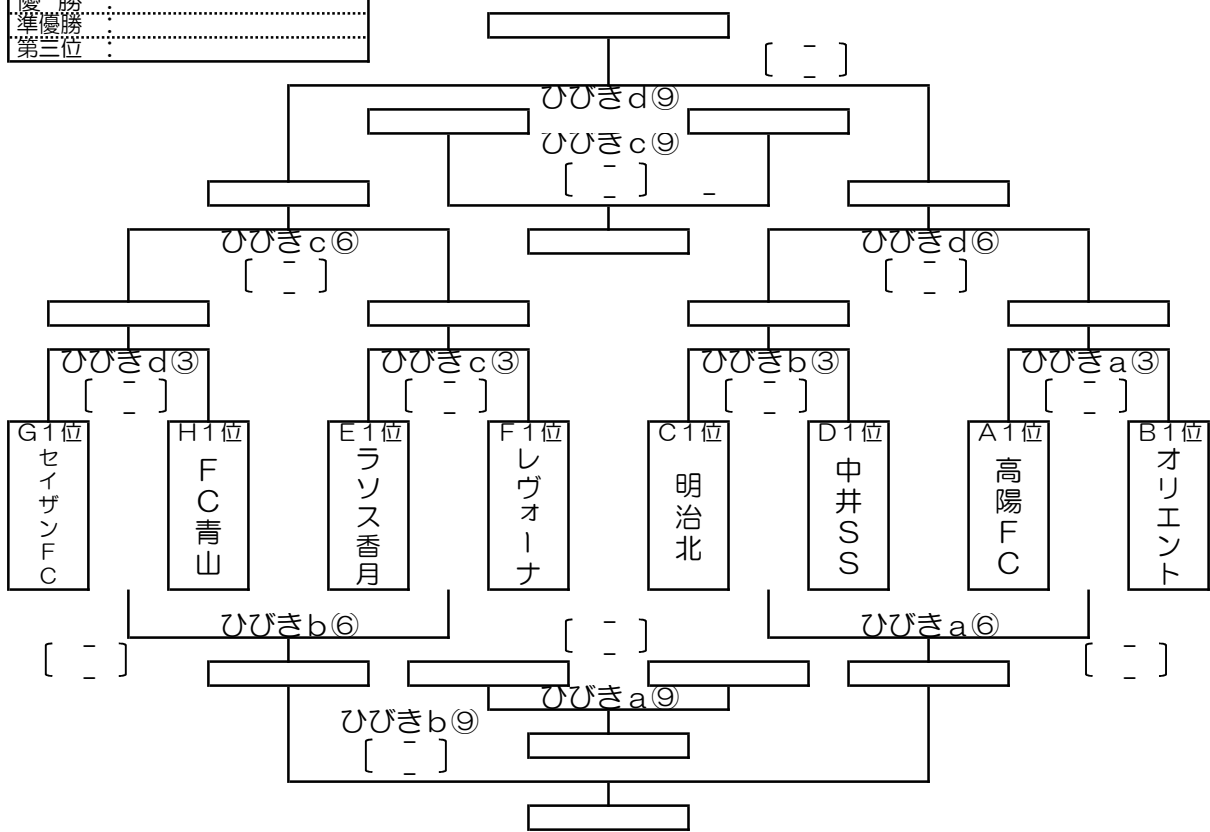 優 勝 :
準優勝 :
第三位 :
[ - - ]
ひびきd⑨
ひびきc⑨
[ - - ] -
ひびきc⑥
[ - - ]
ひびきd⑥
[ - - ]
ひびきd③
[ - - ]
ひびきc③
[ - - ]
ひびきb③
[ - - ]
ひびきa③
[ - - ]
G1位
セイザンFC
H1位
FC青山
E1位
ラソス香月
F1位
レヴォーナ
C1位
明治北
D1位
中井SS
A1位
高陽FC
B1位
オリエント
ひびきb⑥
[ - - ]
[ - - ]
ひびきa⑥
[ - - ]
ひびきa⑨
ひびきb⑨
[ - - ]